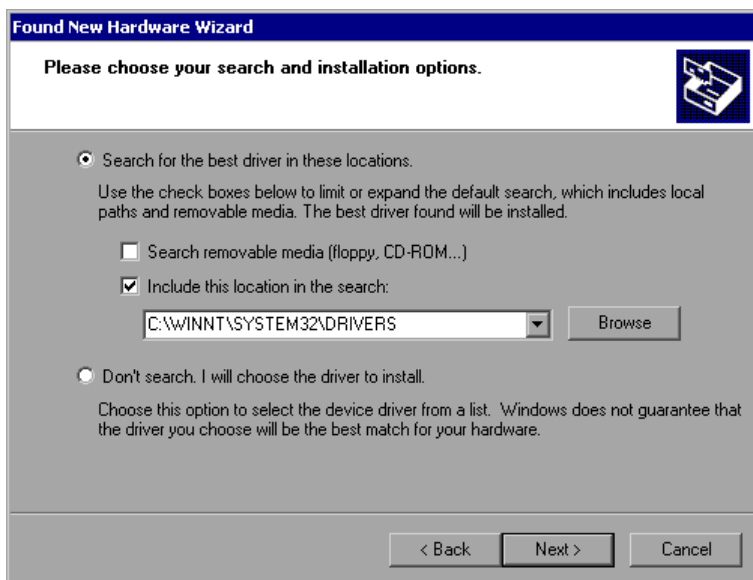 Found New Hardware Wizard
Please choose your search and installation options.
Search for the best driver in these locations.
Use the check boxes below to limit or expand the default search, which includes local
paths and removable media. The best driver found will be installed.
Search removable media (floppy, CD-ROM...)
Include this location in the search:
C:\WINNT\SYSTEM32\DRIVERS
Browse
Don't search. I will choose the driver to install.
Choose this option to select the device driver from a list.  Windows does not guarantee that
the driver you choose will be the best match for your hardware.
< Back
Next >
Cancel